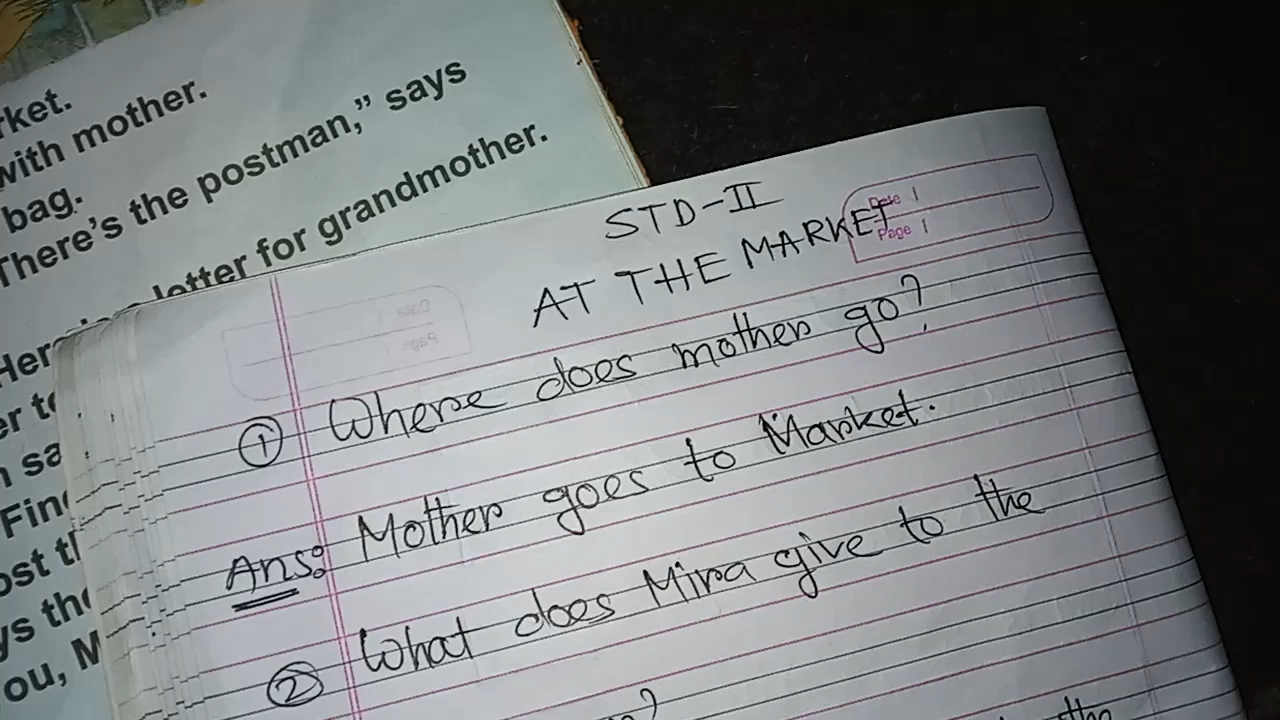 with mother.
bag.
There's the postman," says
letter for grandmother.
STD-II
AT THE MARKET
Date
Page
① Where does mother go?
Ans: Mother goes to Market.
② What does Mira give to the
?
the